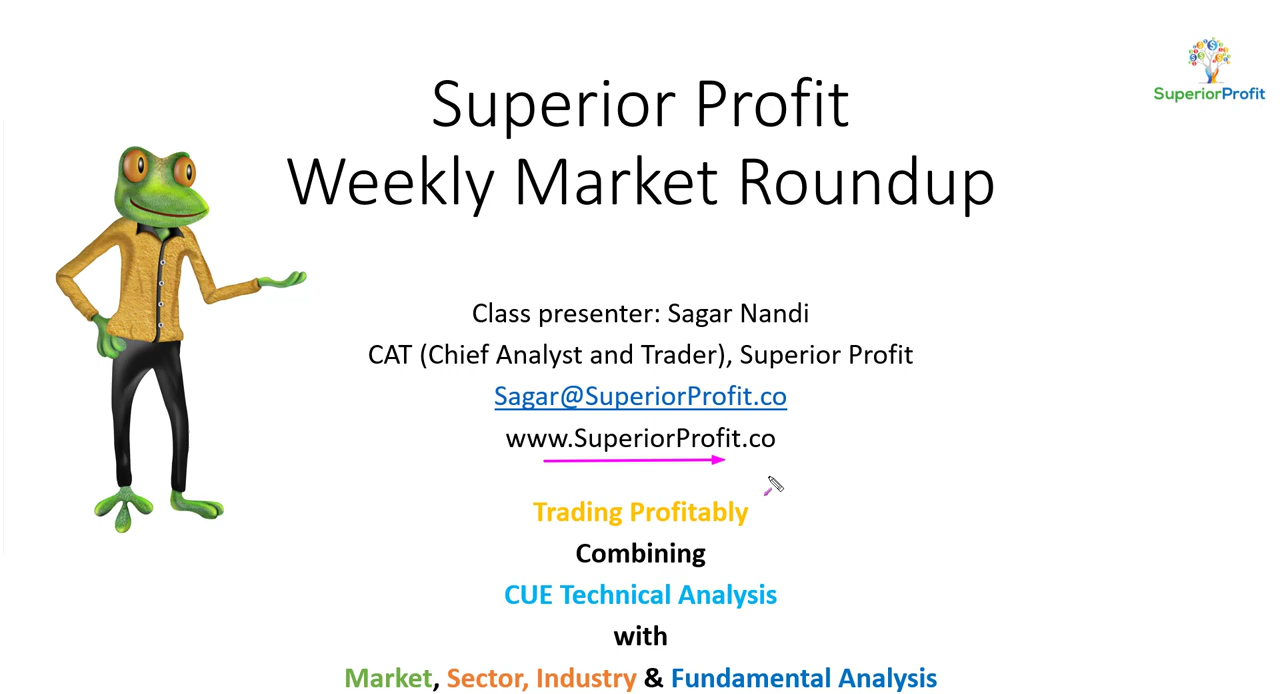 Superior Profit
Weekly Market Roundup
SuperiorProfit
Class presenter: Sagar Nandi
CAT (Chief Analyst and Trader), Superior Profit
Sagar@SuperiorProfit.co
www.SuperiorProfit.co
Trading Profitably
Combining
CUE Technical Analysis
with
Market, Sector, Industry & Fundamental Analysis